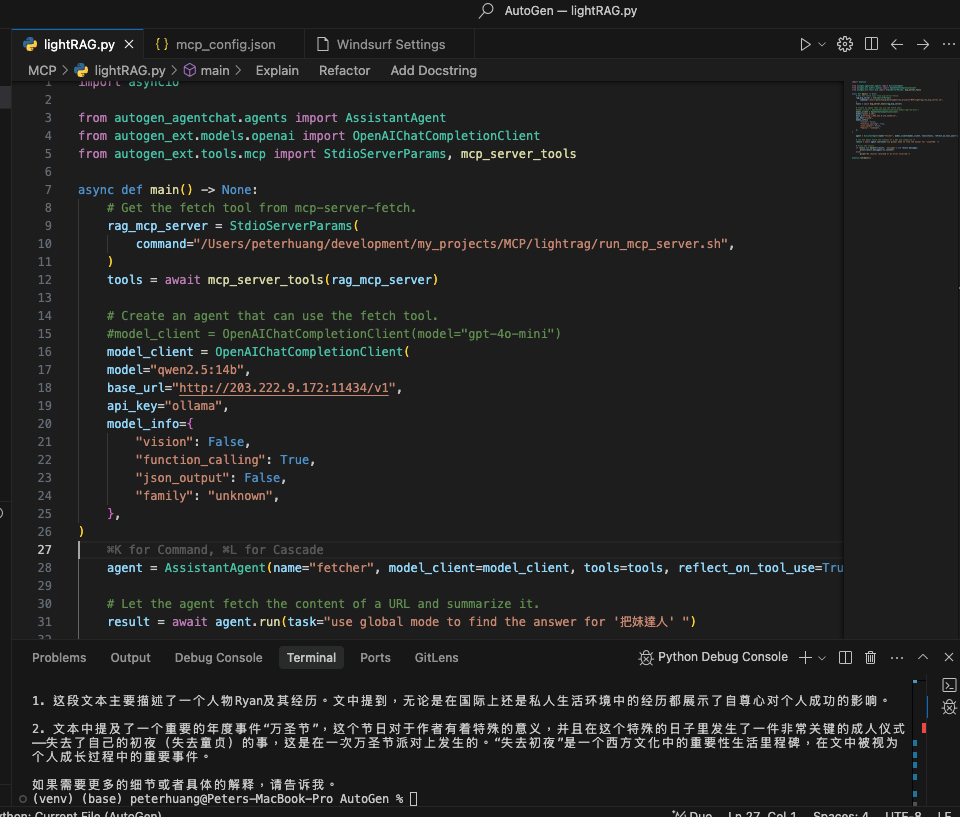 AutoGen — lightRAG.py
lightRAG.py
mcp_config.json
Windsurf Settings
MCP > lightRAG.py > main > Explain Refactor Add Docstring
1 import asyncio
2
3 from autogen_agentchat.agents import AssistantAgent
4 from autogen_ext.models.openai import OpenAIChatCompletionClient
5 from autogen_ext.tools.mcp import StdioServerParams, mcp_server_tools
6
7 async def main() -> None:
8 # Get the fetch tool from mcp-server-fetch.
9 rag_mcp_server = StdioServerParams(
10 command="/Users/peterhuang/development/my_projects/MCP/lightrag/run_mcp_server.sh",
11 )
12 tools = await mcp_server_tools(rag_mcp_server)
13
14 # Create an agent that can use the fetch tool.
15 #model_client = OpenAIChatCompletionClient(model="gpt-4o-mini")
16 model_client = OpenAIChatCompletionClient(
17 model="qwen2.5:14b",
18 base_url="http://203.222.9.172:11434/v1",
19 api_key="ollama",
20 model_info={
21 "vision": False,
22 "function_calling": True,
23 "json_output": False,
24 "family": "unknown",
25 },
26 )
27 ⌘K for Command, ⌘L for Cascade
28 agent = AssistantAgent(name="fetcher", model_client=model_client, tools=tools, reflect_on_tool_use=Tru
29
30 # Let the agent fetch the content of a URL and summarize it.
31 result = await agent.run(task="use global mode to find the answer for '把妹達人' ")
32
Problems Output Debug Console Terminal Ports GitLens
Python Debug Console
1. 这段文本主要描述了一个人物Ryan及其经历。文中提到，无论是在国际上还是私人生活环境中的经历都展示了自尊心对个人成功的影响。
2. 文本中提及了一个重要的年度事件“万圣节”，这个节日对于作者有着特殊的意义，并且在这个特殊的日子里发生了一件非常关键的成人仪式
—失去了自己的初夜（失去童贞）的事，这是在一次万圣节派对上发生的。“失去初夜”是一个西方文化中的重要性生活里程碑，在文中被视为
个人成长过程中的重要事件。
如果需要更多的细节或者具体的解释，请告诉我。
(venv) (base) peterhuang@Peters-MacBook-Pro AutoGen %
ython: Current File (AutoGen)
Duo Ln 27, Col 1 Spaces: 4 UTF-8 LF